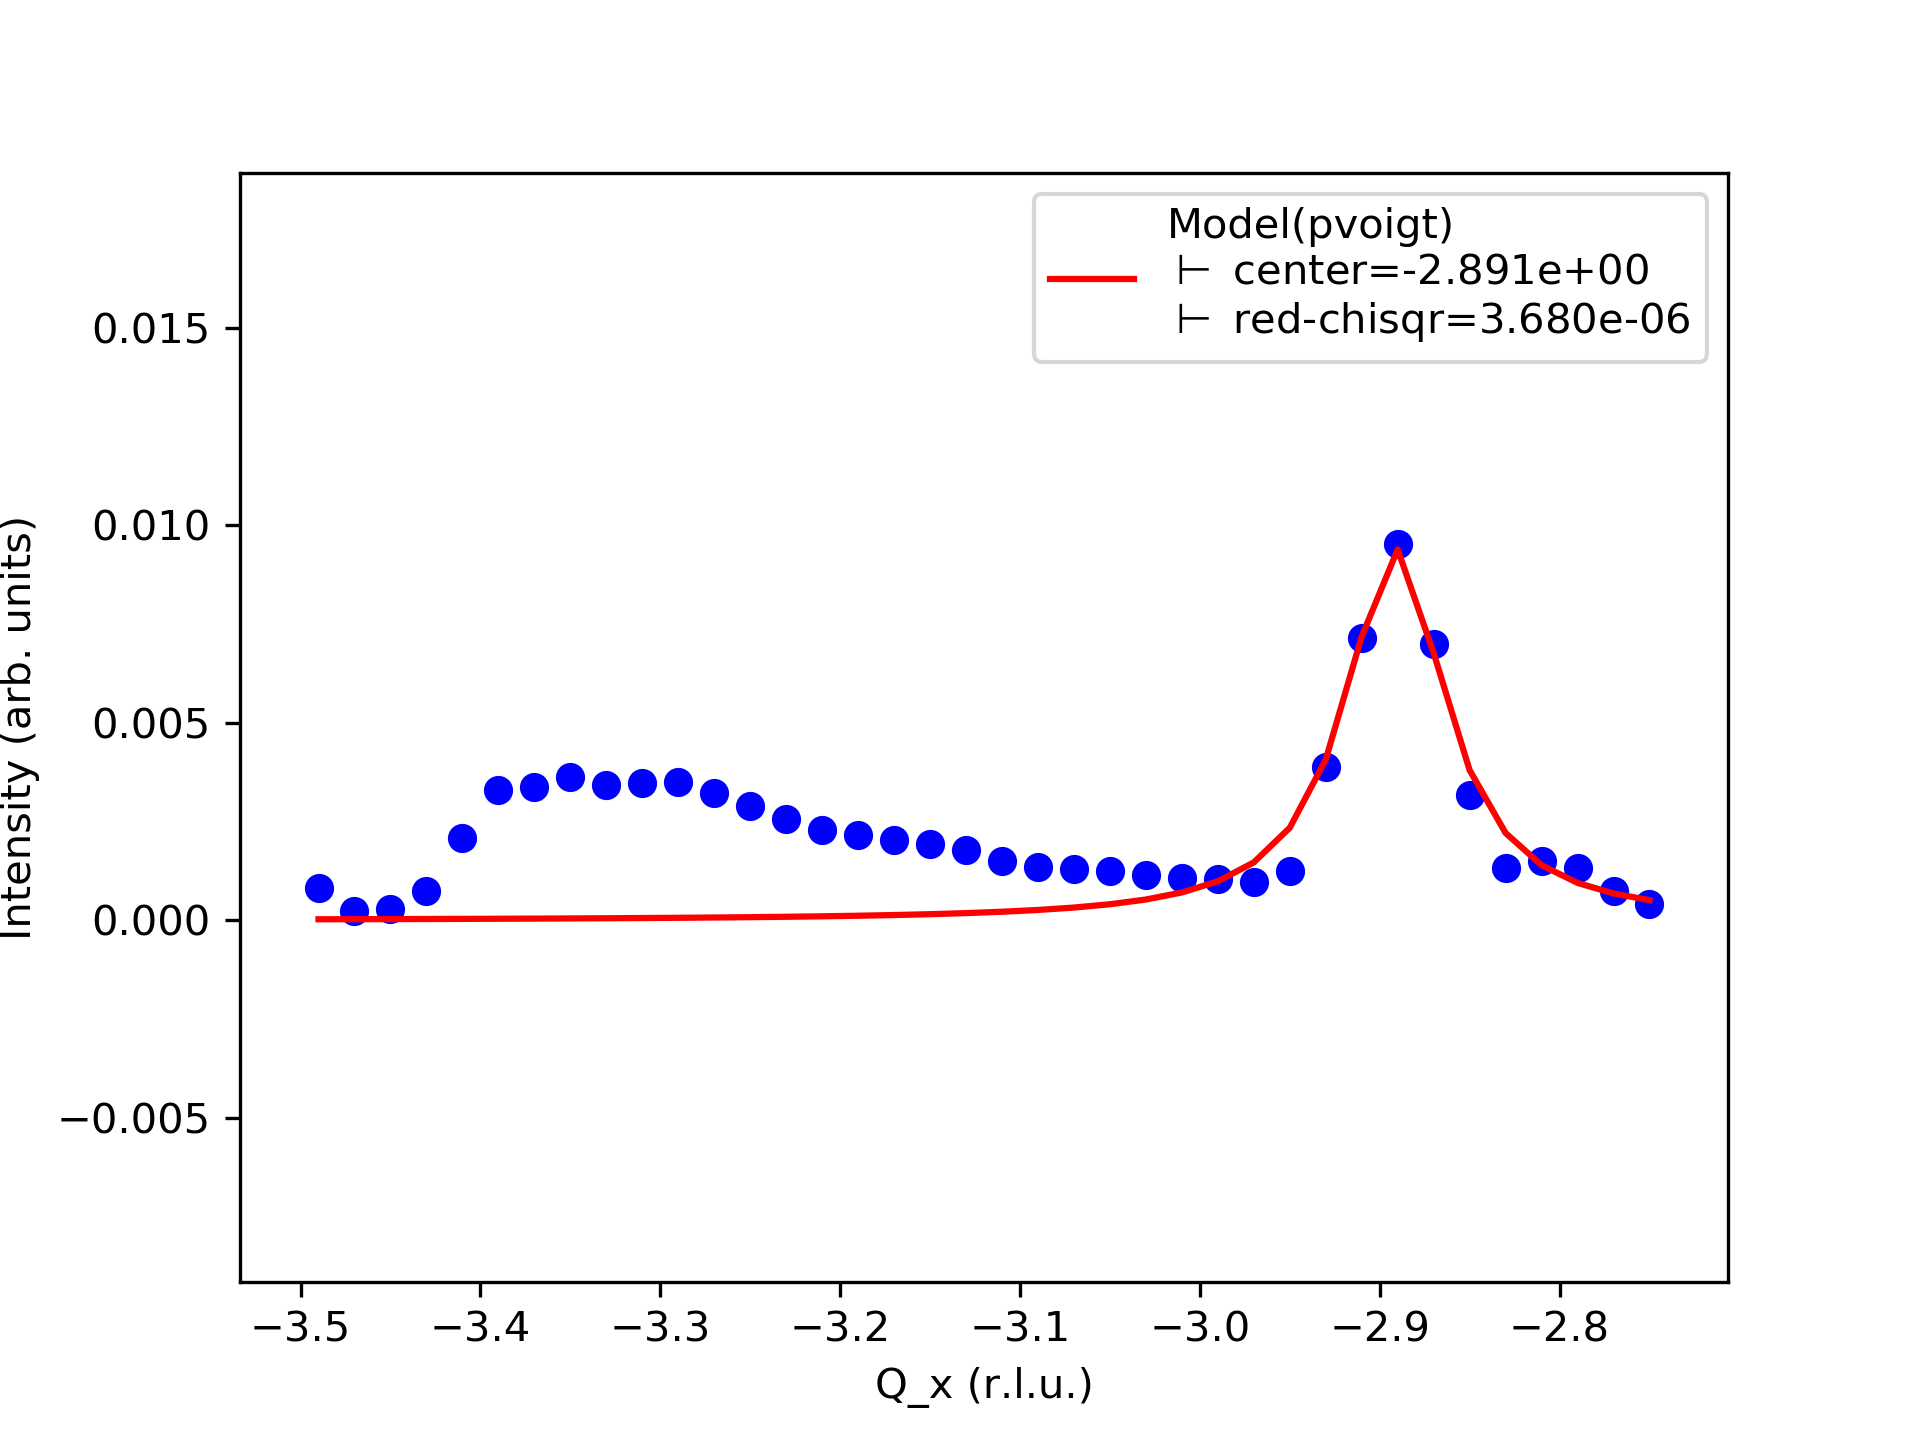 Model(pvoigt)
⊢ center=-2.891e+00
⊢ red-chisqr=3.680e-06
Intensity (arb. units)
0.015
0.010
0.005
0.000
−0.005
−3.5 −3.4 −3.3 −3.2 −3.1 −3.0 −2.9 −2.8
Q_x (r.l.u.)